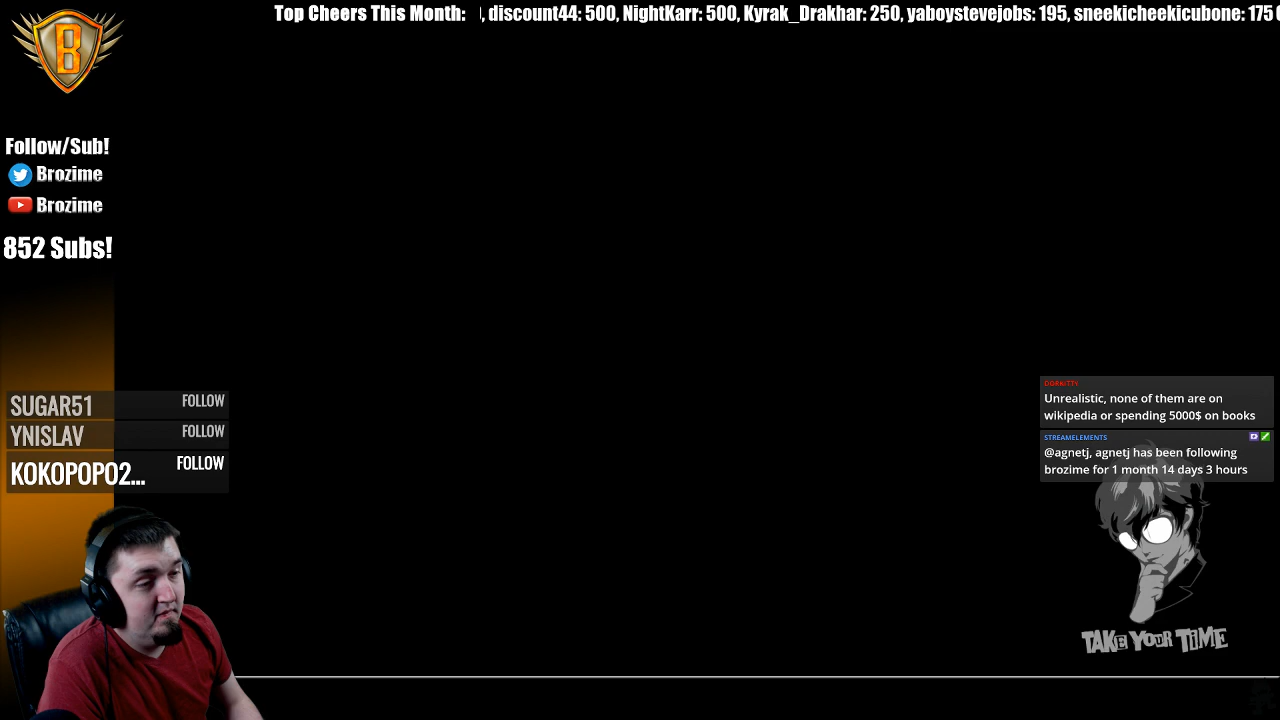 Top Cheers This Month: , discount44: 500, NightKarr: 500, Kyrak_Drakhar: 250, yaboystevejobs: 195, sneekicheekicubone: 175
B
Follow/Sub!
Brozime
Brozime
852 Subs!
SUGAR51 FOLLOW
YNISLAV FOLLOW
KOKOPOPO2... FOLLOW
DORKITTY
Unrealistic, none of them are on
wikipedia or spending 5000$ on books
STREAMELEMENTS
@agnetj, agnetj has been following
brozime for 1 month 14 days 3 hours
TAKE YOUR TIME